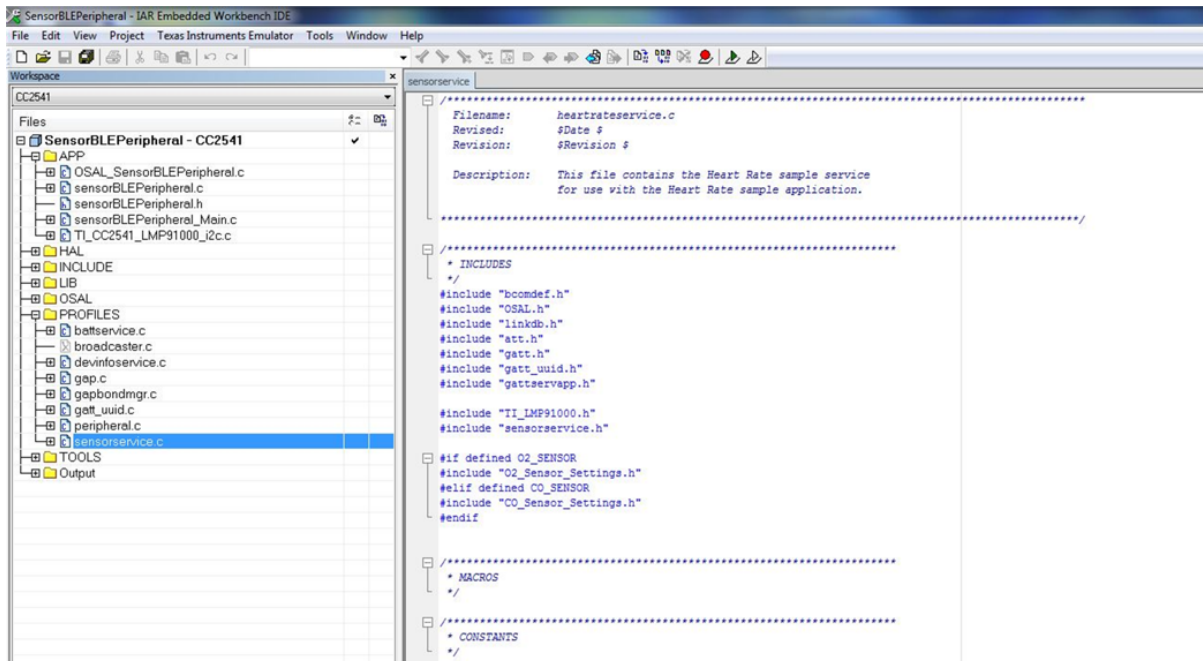 SensorBLEPeripheral - IAR Embedded Workbench IDE
File Edit View Project Texas Instruments Emulator Tools Window Help
Workspace
CC2541
Files
SensorBLEPeripheral - CC2541
APP
OSAL_SensorBLEPeripheral.c
sensorBLEPeripheral.c
sensorBLEPeripheral.h
sensorBLEPeripheral_Main.c
TI_CC2541_LMP91000_i2c.c
HAL
INCLUDE
LIB
OSAL
PROFILES
battservice.c
broadcaster.c
devinfoservice.c
gap.c
gapbondmgr.c
gatt_uuid.c
peripheral.c
sensorservice.c
TOOLS
Output
sensorservice
/**************************************************************************************************
Filename: heartrateservice.c
Revised: $Date $
Revision: $Revision $
Description: This file contains the Heart Rate sample service
for use with the Heart Rate sample application.
**************************************************************************************************/
/*********************************************************************
* INCLUDES
*/
#include "bcomdef.h"
#include "OSAL.h"
#include "linkdb.h"
#include "att.h"
#include "gatt.h"
#include "gatt_uuid.h"
#include "gattservapp.h"
#include "TI_LMP91000.h"
#include "sensorservice.h"
#if defined O2_SENSOR
#include "O2_Sensor_Settings.h"
#elif defined CO_SENSOR
#include "CO_Sensor_Settings.h"
#endif
/*********************************************************************
* MACROS
*/
/*********************************************************************
* CONSTANTS
*/